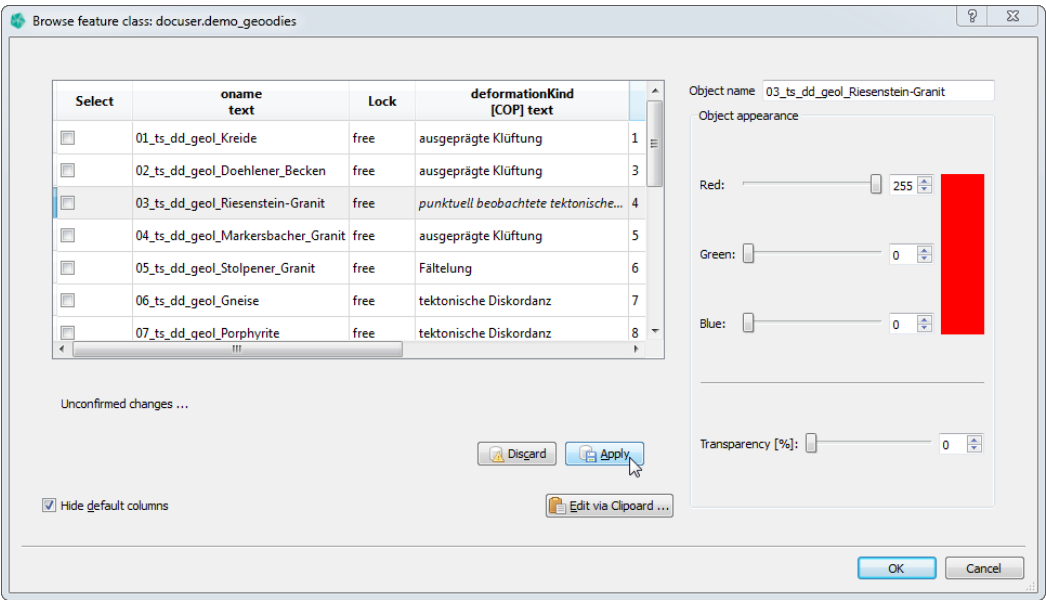 Browse feature class: docuser.demo_geoodies
Select oname text Lock deformationKind [COP] text
01_ts_dd_geol_Kreide free ausgeprägte Klüftung 1
02_ts_dd_geol_Doehlener_Becken free ausgeprägte Klüftung 3
03_ts_dd_geol_Riesenstein-Granit free punktuell beobachtete tektonische... 4
04_ts_dd_geol_Markersbacher_Granit free ausgeprägte Klüftung 5
05_ts_dd_geol_Stolpener_Granit free Fältelung 6
06_ts_dd_geol_Gneise free tektonische Diskordanz 7
07_ts_dd_geol_Porphyrite free tektonische Diskordanz 8
Unconfirmed changes ...
Discard Apply
Hide default columns
Edit via Clipoard ...
Object name 03_ts_dd_geol_Riesenstein-Granit
Object appearance
Red: 255
Green: 0
Blue: 0
Transparency [%]: 0
OK Cancel